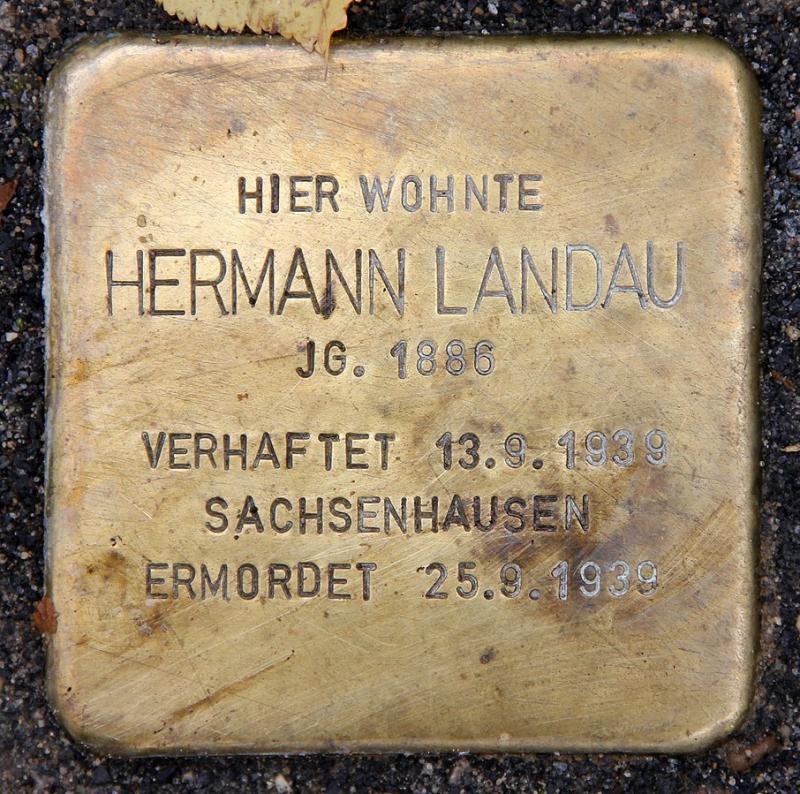 HIER WOHNTE
HERMANN LANDAU
JG. 1886
VERHAFTET 13.9.1939
SACHSENHAUSEN
ERMORDET 25.9.1939